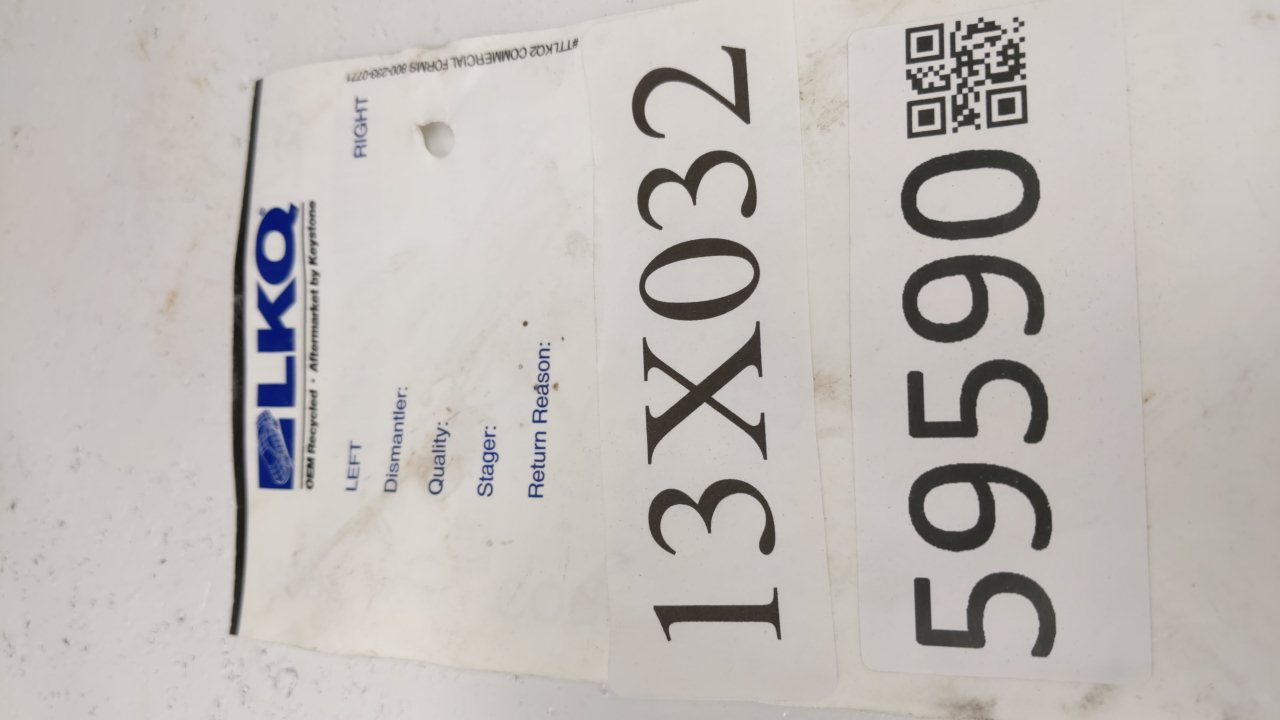 LKQ®
OEM Recycled • Aftermarket by Keystone
LEFT RIGHT
Dismantler:
Quality:
Stager:
Return Reason:
#TTLKQ2 COMMERCIAL FORMS 800-233-0771
13X032
59590